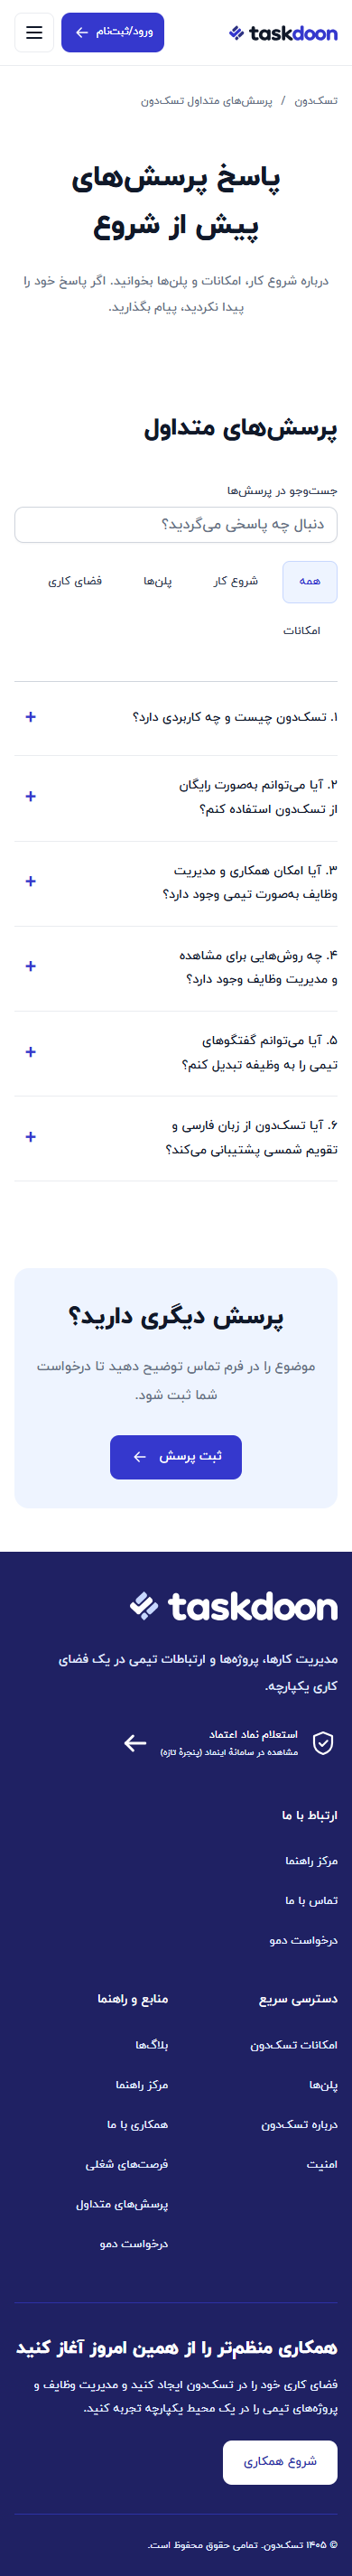 taskdoon
ورود/ثبت‌نام
تسک‌دون / پرسش‌های متداول تسک‌دون
پاسخ پرسش‌های
پیش از شروع
درباره شروع کار، امکانات و پلن‌ها بخوانید. اگر پاسخ خود را
پیدا نکردید، پیام بگذارید.
پرسش‌های متداول
جست‌وجو در پرسش‌ها
دنبال چه پاسخی می‌گردید؟
همه
شروع کار
پلن‌ها
فضای کاری
امکانات
۱. تسک‌دون چیست و چه کاربردی دارد؟
+
۲. آیا می‌توانم به‌صورت رایگان
از تسک‌دون استفاده کنم؟
+
۳. آیا امکان همکاری و مدیریت
وظایف به‌صورت تیمی وجود دارد؟
+
۴. چه روش‌هایی برای مشاهده
و مدیریت وظایف وجود دارد؟
+
۵. آیا می‌توانم گفتگوهای
تیمی را به وظیفه تبدیل کنم؟
+
۶. آیا تسک‌دون از زبان فارسی و
تقویم شمسی پشتیبانی می‌کند؟
+
پرسش دیگری دارید؟
موضوع را در فرم تماس توضیح دهید تا درخواست
شما ثبت شود.
ثبت پرسش
taskdoon
مدیریت کارها، پروژه‌ها و ارتباطات تیمی در یک فضای
کاری یکپارچه.
استعلام نماد اعتماد
مشاهده در سامانهٔ اینماد (پنجرهٔ تازه)
ارتباط با ما
مرکز راهنما
تماس با ما
درخواست دمو
دسترسی سریع
امکانات تسک‌دون
پلن‌ها
درباره تسک‌دون
امنیت
منابع و راهنما
بلاگ‌ها
مرکز راهنما
همکاری با ما
فرصت‌های شغلی
پرسش‌های متداول
درخواست دمو
همکاری منظم‌تر را از همین امروز آغاز کنید
فضای کاری خود را در تسک‌دون ایجاد کنید و مدیریت وظایف و
پروژه‌های تیمی را در یک محیط یکپارچه تجربه کنید.
شروع همکاری
© ۱۴۰۵ تسک‌دون. تمامی حقوق محفوظ است.